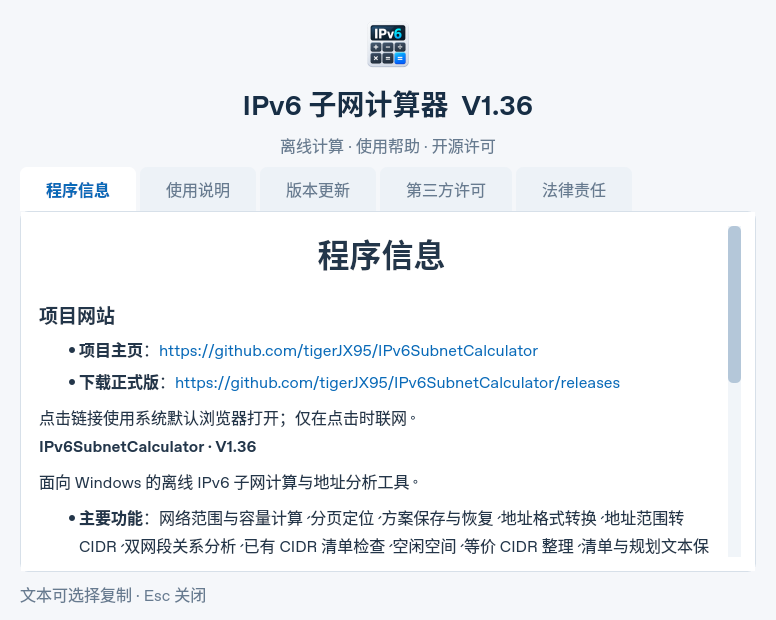 IPv6
IPv6 子网计算器 V1.36
离线计算 · 使用帮助 · 开源许可
程序信息 使用说明 版本更新 第三方许可 法律责任
程序信息
项目网站
• 项目主页：https://github.com/tigerJX95/IPv6SubnetCalculator
• 下载正式版：https://github.com/tigerJX95/IPv6SubnetCalculator/releases
点击链接使用系统默认浏览器打开；仅在点击时联网。
IPv6SubnetCalculator · V1.36
面向 Windows 的离线 IPv6 子网计算与地址分析工具。
• 主要功能：网络范围与容量计算、分页定位、方案保存与恢复、地址格式转换、地址范围转
CIDR、双网段关系分析、已有 CIDR 清单检查、空闲空间、等价 CIDR 整理、清单与规划文本保
文本可选择复制 · Esc 关闭